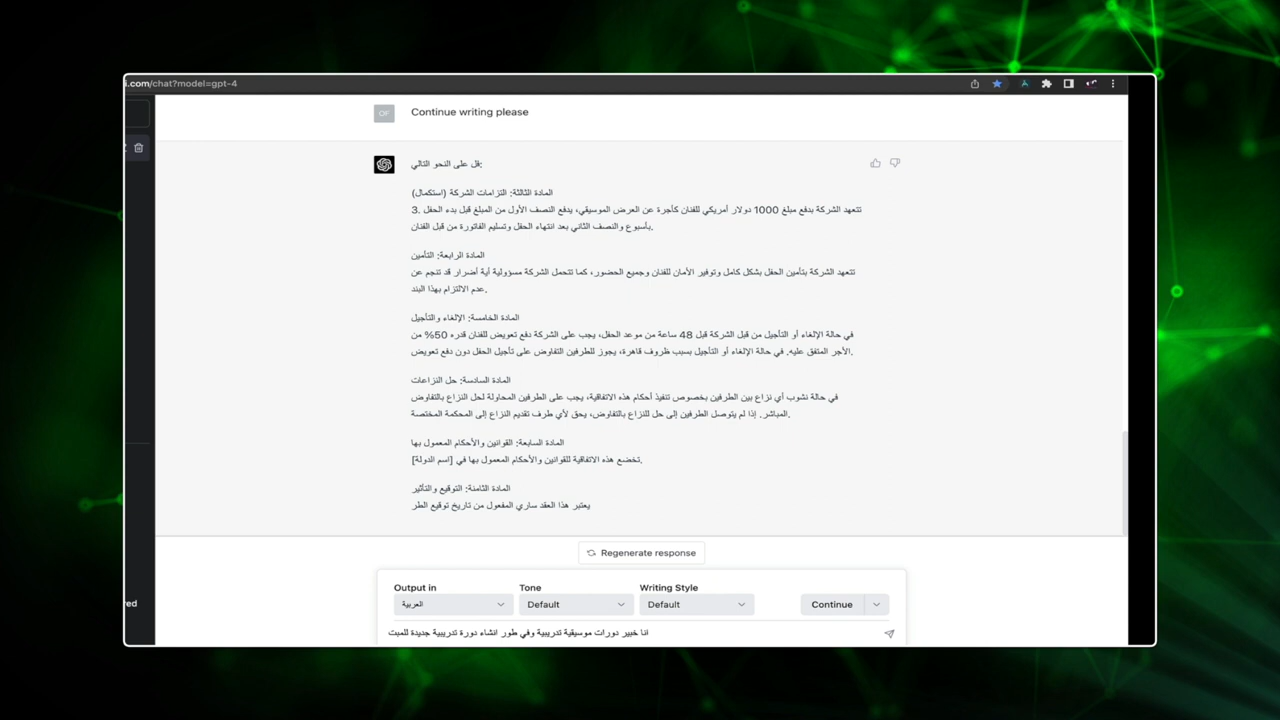 i.com/chat?model=gpt-4
OF
Continue writing please
قل على النحو التالي:
المادة الثالثة: التزامات الشركة (استكمال)
3. تتعهد الشركة بدفع مبلغ 1000 دولار أمريكي للفنان كأجرة عن العرض الموسيقي، يدفع النصف الأول من المبلغ قبل بدء الحفل
بأسبوع والنصف الثاني بعد انتهاء الحفل وتسليم الفاتورة من قبل الفنان.
المادة الرابعة: التأمين
تتعهد الشركة بتأمين الحفل بشكل كامل وتوفير الأمان للفنان وجميع الحضور، كما تتحمل الشركة مسؤولية أية أضرار قد تنجم عن
عدم الالتزام بهذا البند.
المادة الخامسة: الإلغاء والتأجيل
في حالة الإلغاء أو التأجيل من قبل الشركة قبل 48 ساعة من موعد الحفل، يجب على الشركة دفع تعويض للفنان قدره 50% من
الأجر المتفق عليه. في حالة الإلغاء أو التأجيل بسبب ظروف قاهرة، يجوز للطرفين التفاوض على تأجيل الحفل دون دفع تعويض.
المادة السادسة: حل النزاعات
في حالة نشوب أي نزاع بين الطرفين بخصوص تنفيذ أحكام هذه الاتفاقية، يجب على الطرفين المحاولة لحل النزاع بالتفاوض
المباشر. إذا لم يتوصل الطرفين إلى حل للنزاع بالتفاوض، يحق لأي طرف تقديم النزاع إلى المحكمة المختصة.
المادة السابعة: القوانين والأحكام المعمول بها
تخضع هذه الاتفاقية للقوانين والأحكام المعمول بها في [اسم الدولة].
المادة الثامنة: التوقيع والتأثير
يعتبر هذا العقد ساري المفعول من تاريخ توقيع الطر
Regenerate response
Output in Tone Writing Style
العربية Default Default Continue
red
انا خبير دورات موسيقية تدريبية وفي طور انشاء دورة تدريبية جديدة للمبت